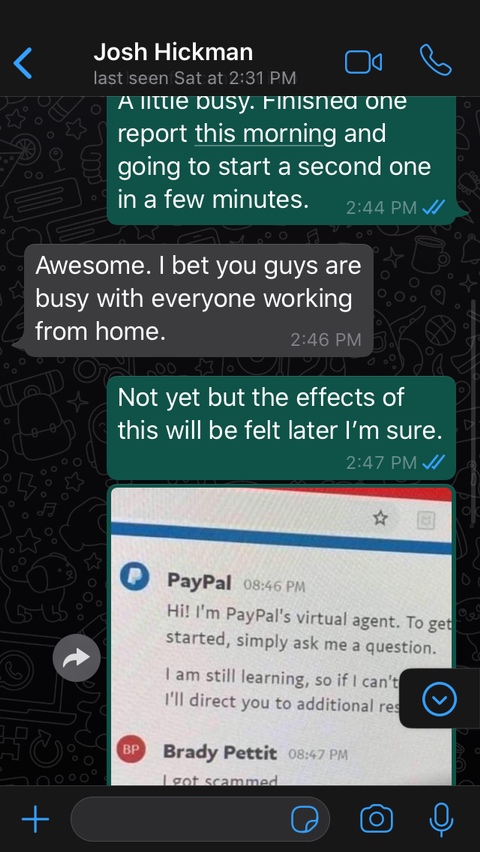 Josh Hickman
last seen Sat at 2:31 PM
A little busy. Finished one
report this morning and
going to start a second one
in a few minutes.
2:44 PM
Awesome. I bet you guys are
busy with everyone working
from home.
2:46 PM
Not yet but the effects of
this will be felt later I’m sure.
2:47 PM
PayPal 08:46 PM
Hi! I'm PayPal's virtual agent. To get
started, simply ask me a question.
I am still learning, so if I can't
I'll direct you to additional res
BP Brady Pettit 08:47 PM
I got scammed